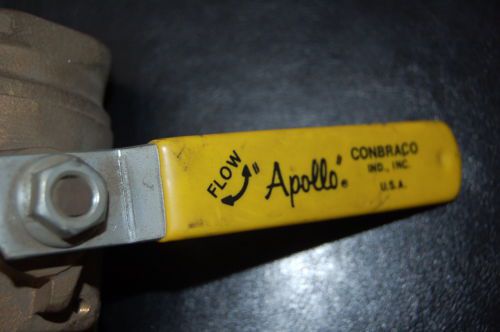 FLOW
"Apollo"®
CONBRACO
IND., INC.
U.S.A.